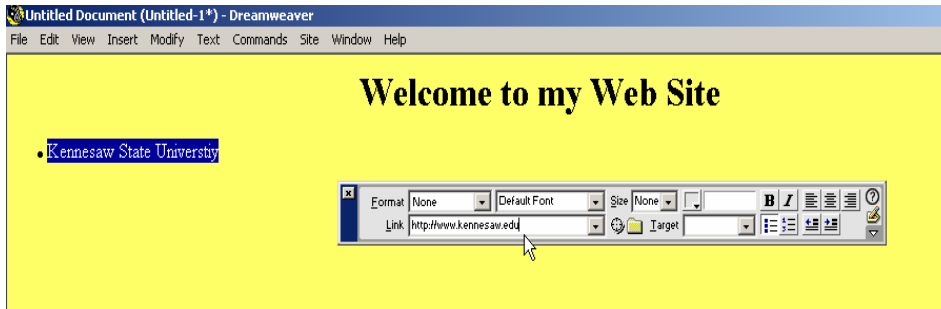 Untitled Document (Untitled-1*) - Dreamweaver
File Edit View Insert Modify Text Commands Site Window Help
Welcome to my Web Site
• Kennesaw State Universtiy
Format None Default Font Size None B I
Link http://www.kennesaw.edu Target